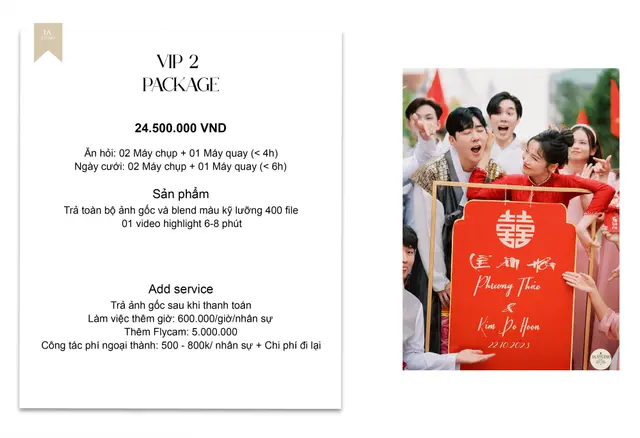 VIP 2
PACKAGE
24.500.000 VND
Ăn hỏi: 02 Máy chụp + 01 Máy quay (< 4h)
Ngày cưới: 02 Máy chụp + 01 Máy quay (< 6h)
Sản phẩm
Trả toàn bộ ảnh gốc và blend màu kỹ lưỡng 400 file
01 video highlight 6-8 phút
Add service
Trả ảnh gốc sau khi thanh toán
Làm việc thêm giờ: 600.000/giờ/nhân sự
Thêm Flycam: 5.000.000
Công tác phí ngoại thành: 500 - 800k/ nhân sự + Chi phí đi lại
囍
Lễ Ăn Hỏi
Phương Thảo
&
Kim Do Yoon
22.10.2023